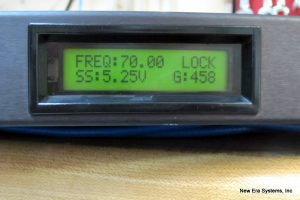 FREQ:70.00 LOCK
SS:5.25V G:458
New Era Systems, Inc